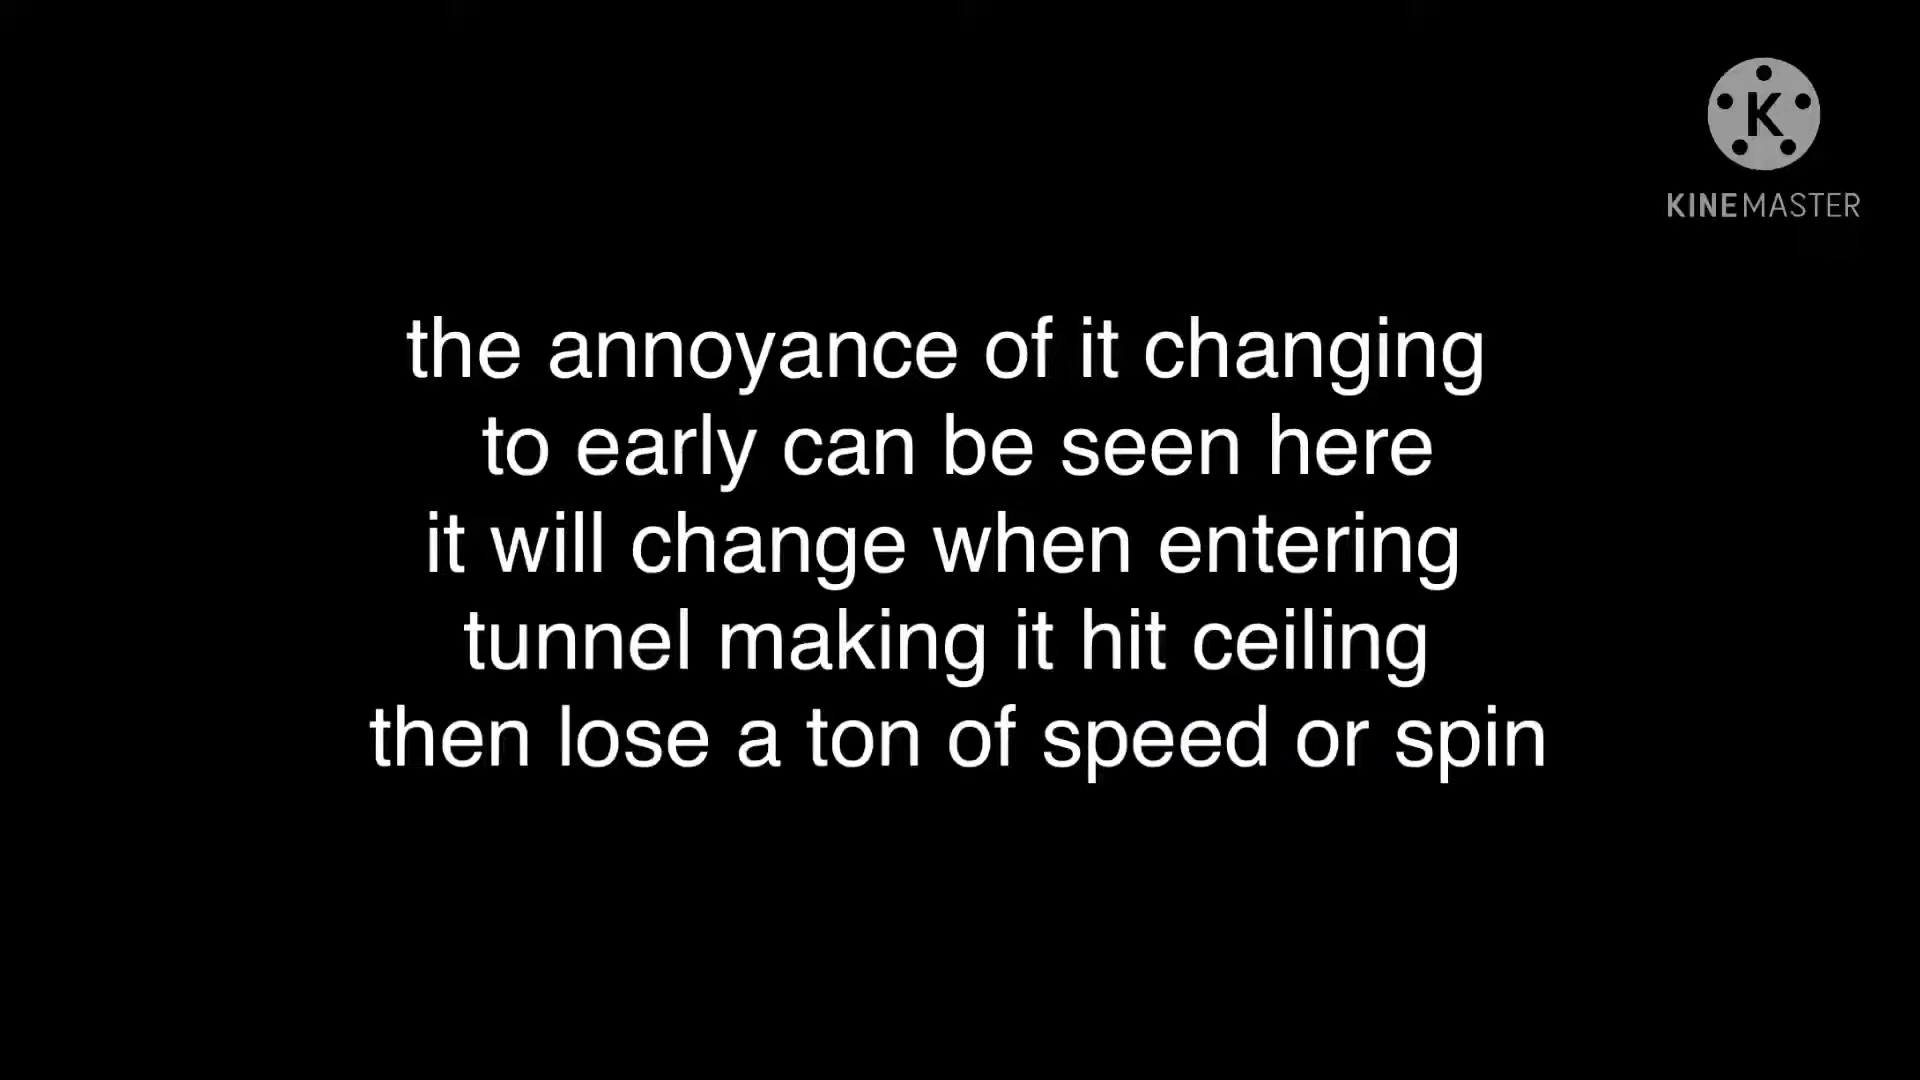 K
KINEMASTER
the annoyance of it changing
to early can be seen here
it will change when entering
tunnel making it hit ceiling
then lose a ton of speed or spin